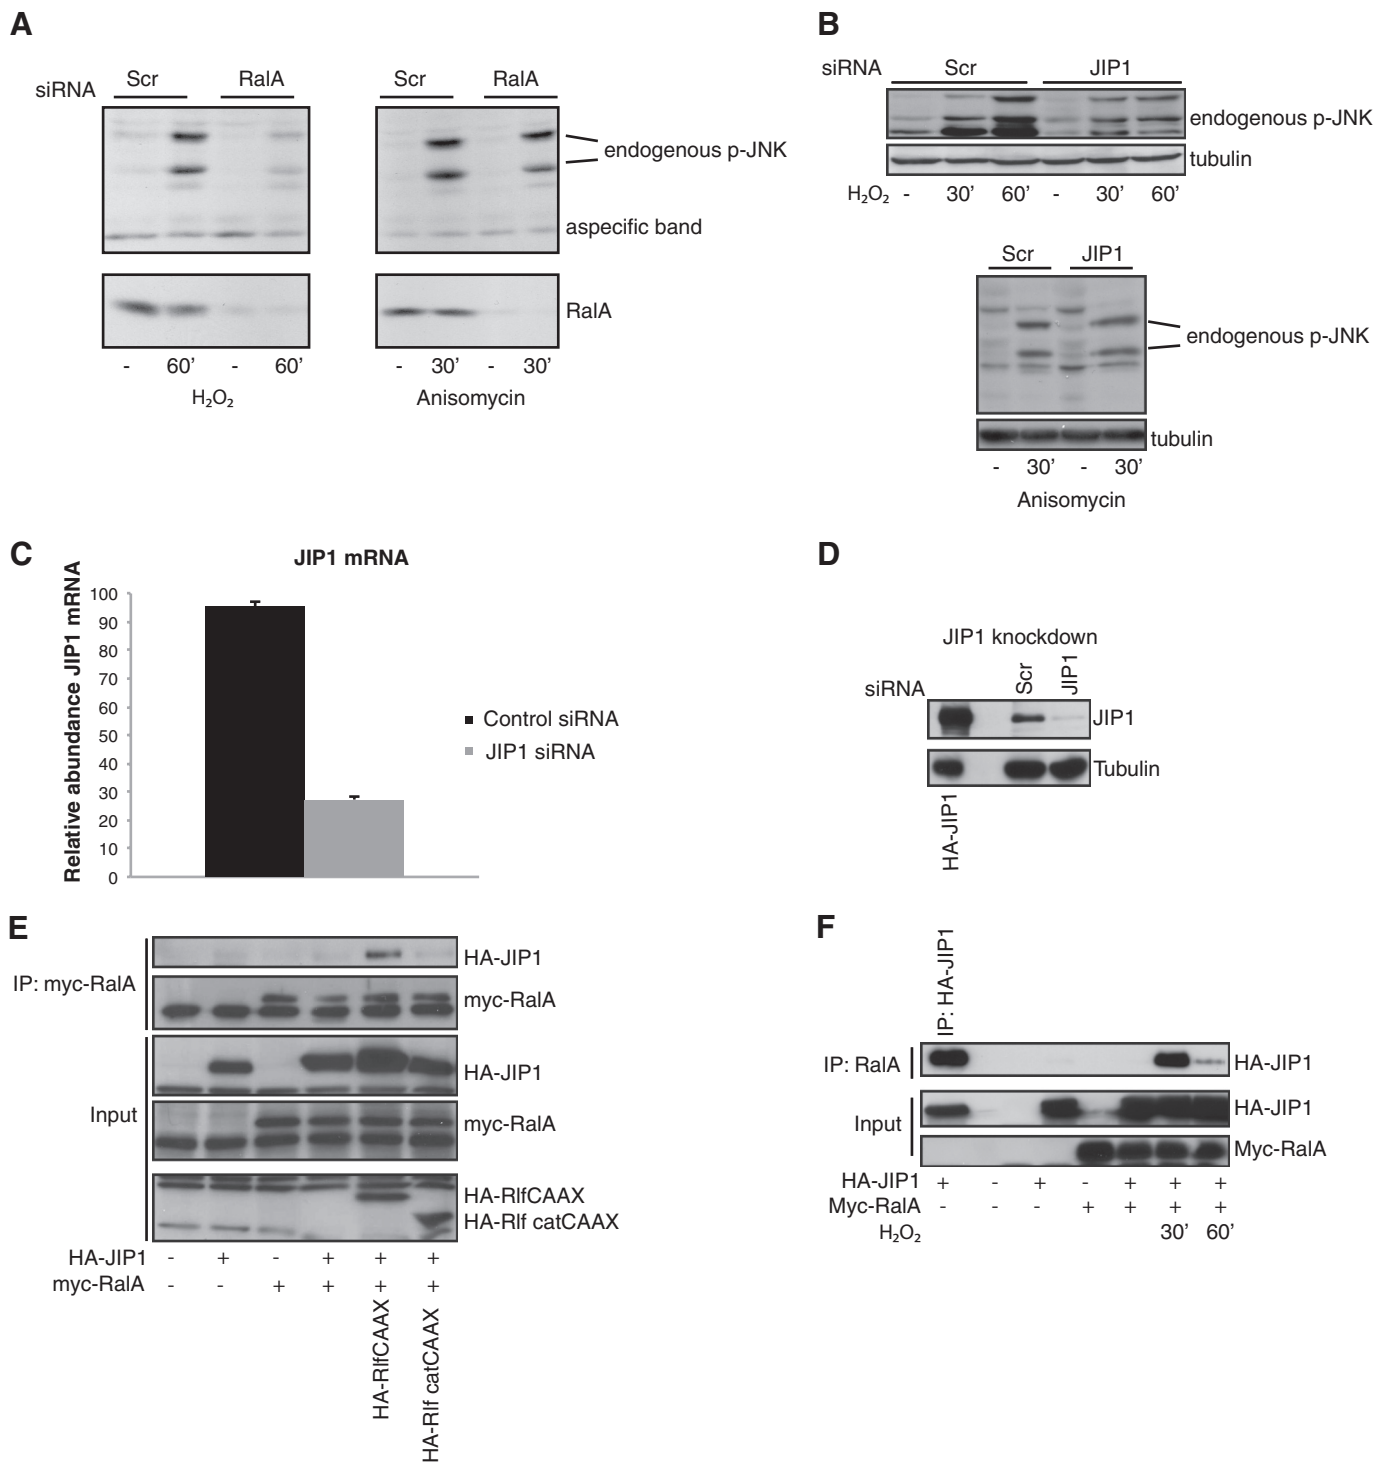 A
siRNA Scr RalA Scr RalA
endogenous p-JNK
aspecific band
RalA
- 60' - 60' - 30' - 30'
H₂O₂ Anisomycin
B
siRNA Scr JIP1
endogenous p-JNK
tubulin
H₂O₂ - 30' 60' - 30' 60'
Scr JIP1
endogenous p-JNK
tubulin
- 30' - 30'
Anisomycin
C
JIP1 mRNA
Relative abundance JIP1 mRNA
100
90
80
70
60
50
40
30
20
10
0
Control siRNA
JIP1 siRNA
D
JIP1 knockdown
siRNA Scr JIP1
JIP1
Tubulin
HA-JIP1
E
IP: myc-RalA
HA-JIP1
myc-RalA
Input
HA-JIP1
myc-RalA
HA-RlfCAAX
HA-Rlf catCAAX
HA-JIP1 - + - + + +
myc-RalA - - + + + +
HA-RlfCAAX
HA-Rlf catCAAX
F
IP: HA-JIP1
IP: RalA HA-JIP1
Input HA-JIP1
Myc-RalA
HA-JIP1 + - + - + + +
Myc-RalA - - - + + + +
H₂O₂ 30' 60'